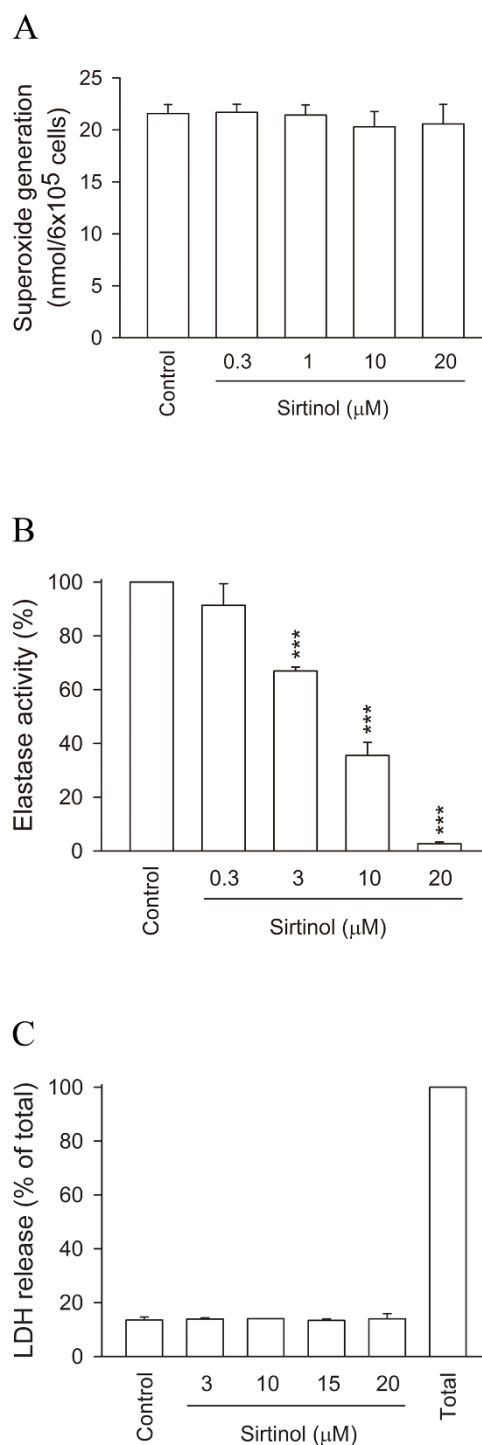 A
Superoxide generation
(nmol/6x10⁵ cells)
25
20
15
10
5
0
Control
0.3
1
10
20
Sirtinol (μM)
B
Elastase activity (%)
100
80
60
40
20
0
***
***
***
Control
0.3
3
10
20
Sirtinol (μM)
C
LDH release (% of total)
100
80
60
40
20
0
Control
3
10
15
20
Total
Sirtinol (μM)